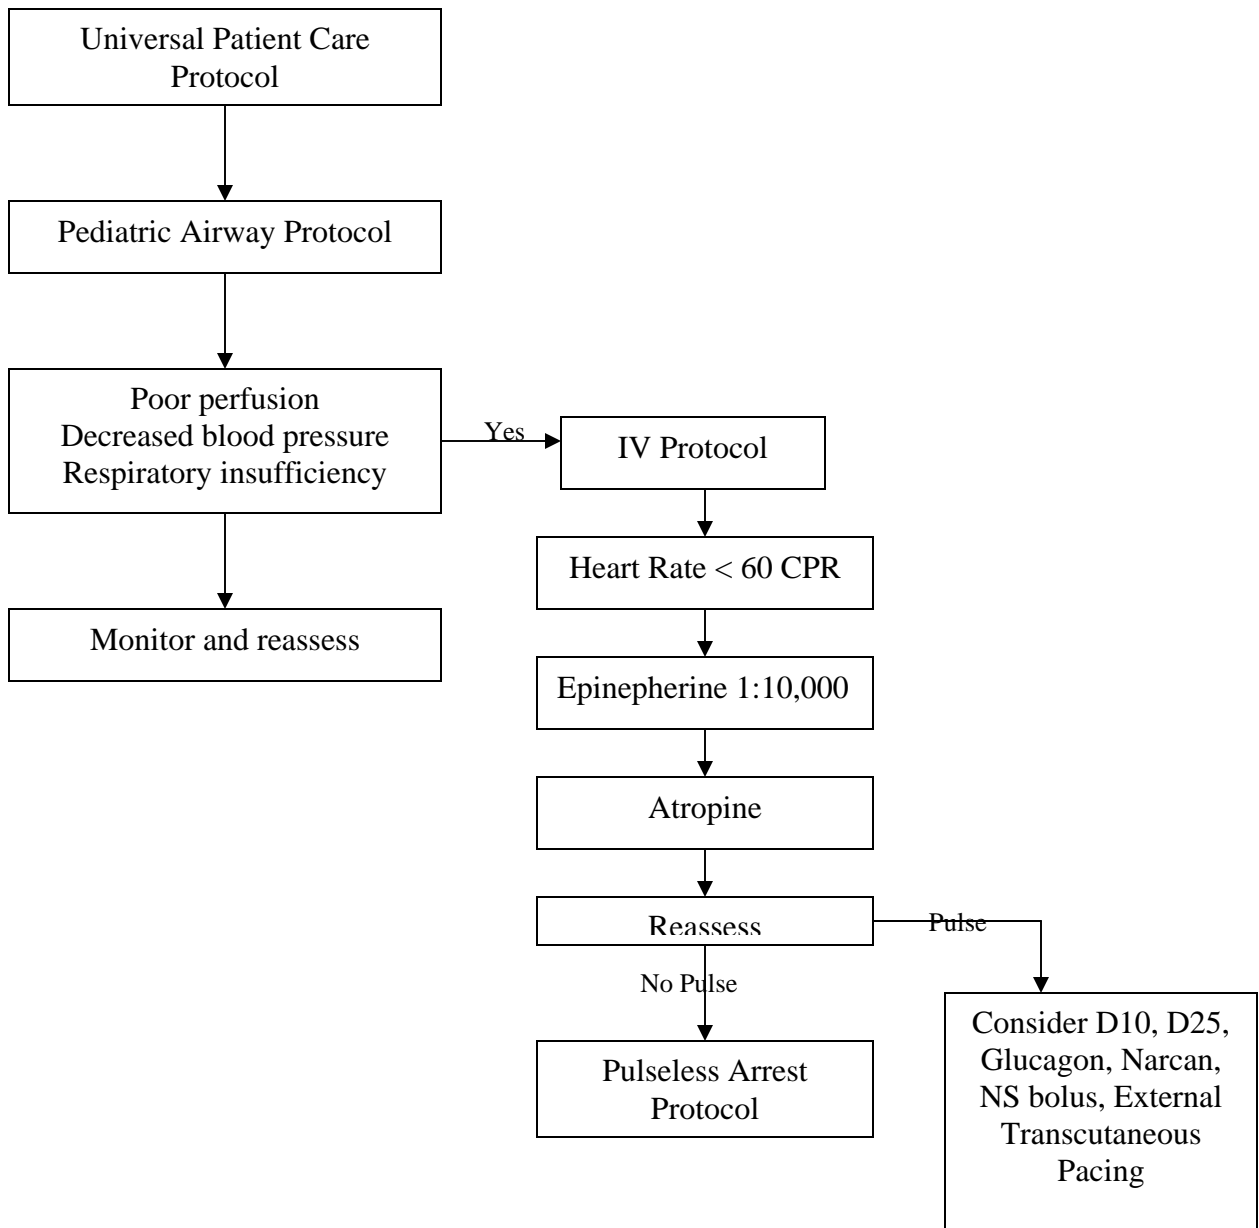 Universal Patient Care
Protocol
Pediatric Airway Protocol
Poor perfusion
Decreased blood pressure
Respiratory insufficiency
Yes
IV Protocol
Heart Rate < 60 CPR
Monitor and reassess
Epinepherine 1:10,000
Atropine
Reassess
Pulse
No Pulse
Pulseless Arrest
Protocol
Consider D10, D25,
Glucagon, Narcan,
NS bolus, External
Transcutaneous
Pacing